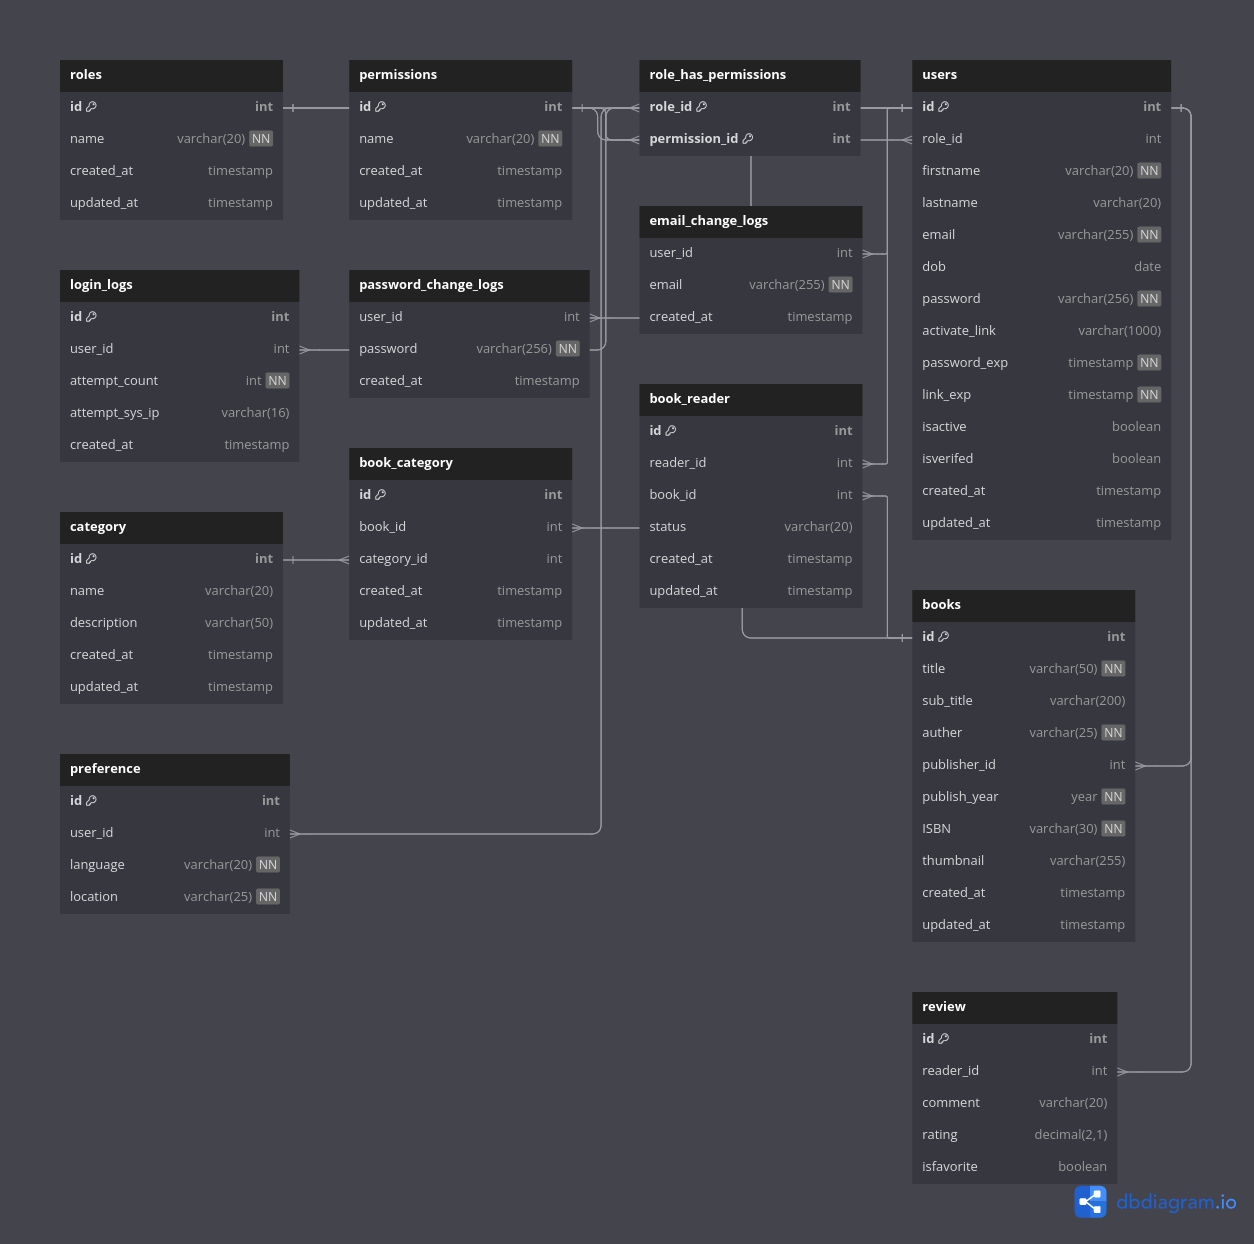 roles
id int
name varchar(20) NN
created_at timestamp
updated_at timestamp
permissions
id int
name varchar(20) NN
created_at timestamp
updated_at timestamp
role_has_permissions
role_id int
permission_id int
users
id int
role_id int
firstname varchar(20) NN
lastname varchar(20)
email varchar(255) NN
dob date
password varchar(256) NN
activate_link varchar(1000)
password_exp timestamp NN
link_exp timestamp NN
isactive boolean
isverifed boolean
created_at timestamp
updated_at timestamp
email_change_logs
user_id int
email varchar(255) NN
created_at timestamp
login_logs
id int
user_id int
attempt_count int NN
attempt_sys_ip varchar(16)
created_at timestamp
password_change_logs
user_id int
password varchar(256) NN
created_at timestamp
book_reader
id int
reader_id int
book_id int
status varchar(20)
created_at timestamp
updated_at timestamp
book_category
id int
book_id int
category_id int
created_at timestamp
updated_at timestamp
category
id int
name varchar(20)
description varchar(50)
created_at timestamp
updated_at timestamp
books
id int
title varchar(50) NN
sub_title varchar(200)
auther varchar(25) NN
publisher_id int
publish_year year NN
ISBN varchar(30) NN
thumbnail varchar(255)
created_at timestamp
updated_at timestamp
preference
id int
user_id int
language varchar(20) NN
location varchar(25) NN
review
id int
reader_id int
comment varchar(20)
rating decimal(2,1)
isfavorite boolean
dbdiagram.io